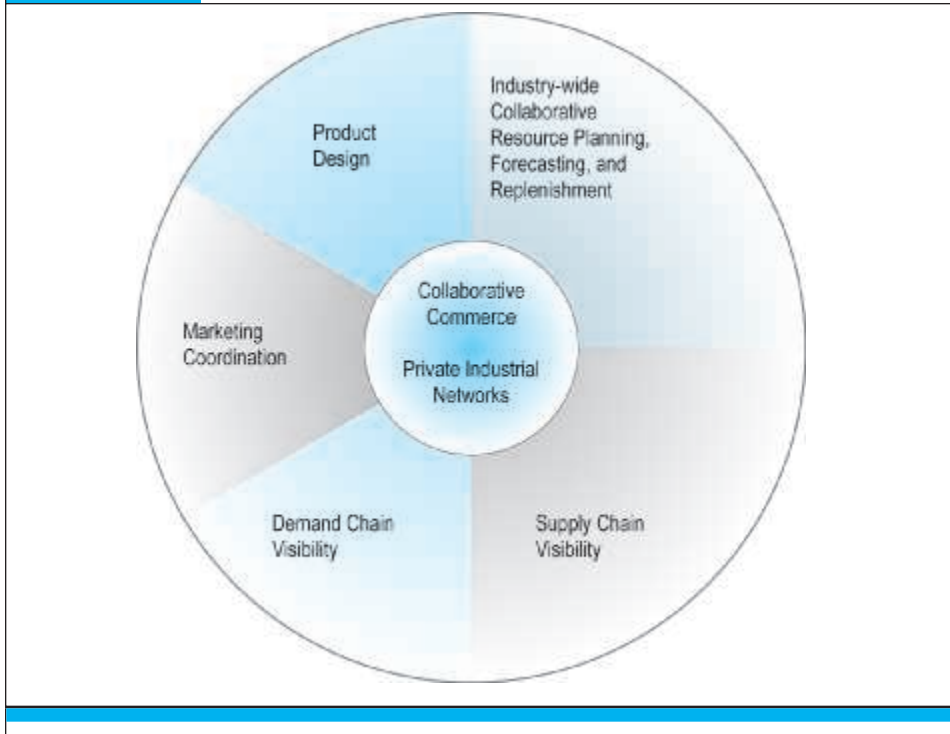 Product
Design
Industry-wide
Collaborative
Resource Planning,
Forecasting, and
Replenishment
Collaborative
Commerce
Private Industrial
Networks
Marketing
Coordination
Demand Chain
Visibility
Supply Chain
Visibility